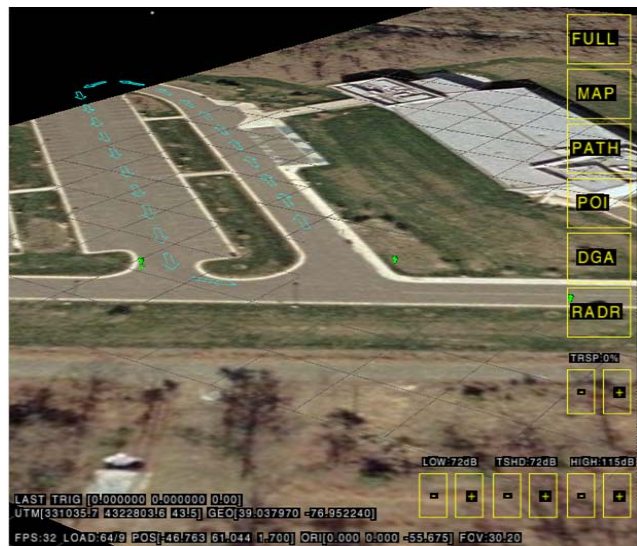 FULL
MAP
PATH
POI
DGA
RADR
TRSP:0%
- +
LOW:72dB TSHD:72dB HIGH:115dB
- + - + - +
LAST TRIG [0.000000 0.000000 0.00]
UTM[331035.7 4322803.6 43.5] GEO[39.037970 -76.952240]
FPS:32 LOAD:64/9 POS[-46.763 61.044 1.700] ORI[0.000 0.000 -55.675] FOV:30.20